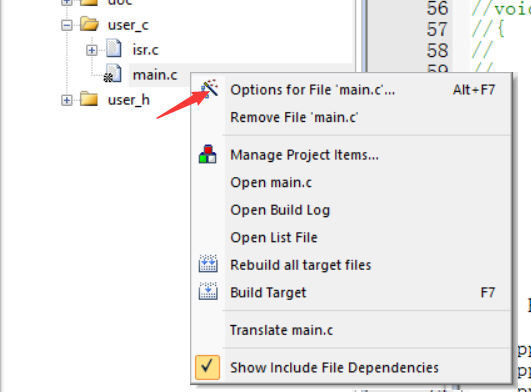 doc
user_c
isr.c
main.c
user_h
56 //voi
57 //{
58 //
59 //
Options for File 'main.c'... Alt+F7
Remove File 'main.c'
Manage Project Items...
Open main.c
Open Build Log
Open List File
Rebuild all target files
Build Target F7
Translate main.c
Show Include File Dependencies